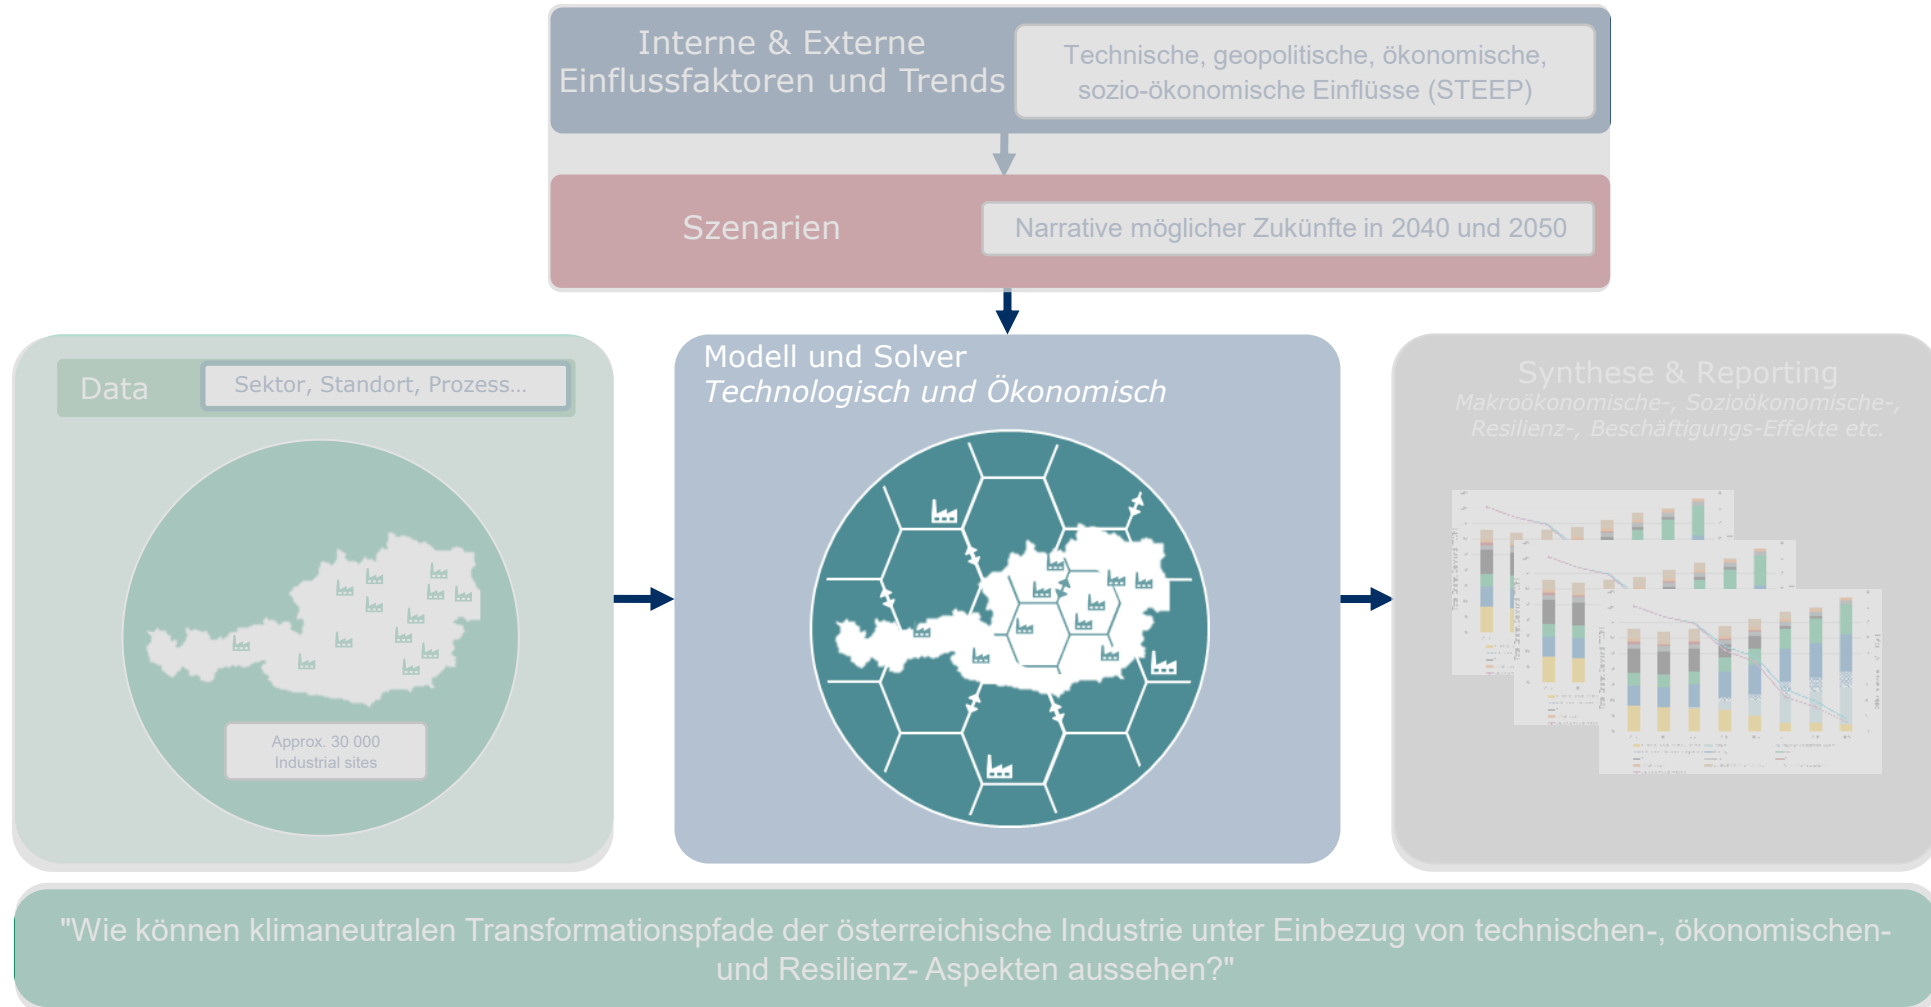 Interne & Externe
Einflussfaktoren und Trends
Technische, geopolitische, ökonomische,
sozio-ökonomische Einflüsse (STEEP)
Szenarien
Narrative möglicher Zukünfte in 2040 und 2050
Data
Sektor, Standort, Prozess...
Approx. 30 000
Industrial sites
Modell und Solver
Technologisch und Ökonomisch
Synthese & Reporting
Makroökonomische-, Sozioökonomische-,
Resilienz-, Beschäftigungs-Effekte etc.
"Wie können klimaneutralen Transformationspfade der österreichische Industrie unter Einbezug von technischen-, ökonomischen-
und Resilienz- Aspekten aussehen?"